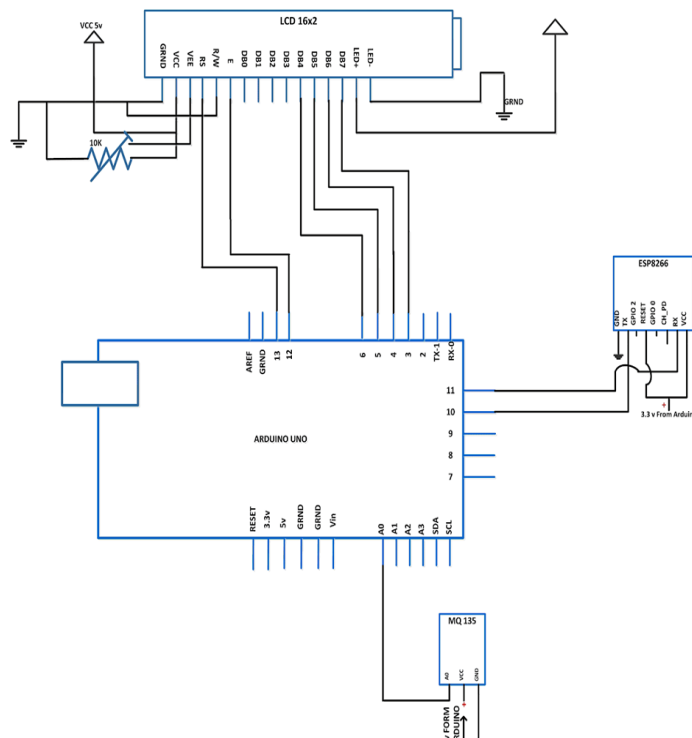 LCD 16x2
VCC 5v
GRND
VCC
VEE
RS
R/W
E
DB0
DB1
DB2
DB3
DB4
DB5
DB6
DB7
LED+
LED-
GRND
10K
ESP8266
GND
TX
GPIO 2
RESET
GPIO 0
CH_PD
RX
VCC
+
3.3 v From Arduin
AREF
GRND
13
12
6
5
4
3
2
TX-1
RX-0
11
10
9
8
7
ARDUINO UNO
RESET
3.3v
5v
GRND
GRND
Vin
A0
A1
A2
A3
SDA
SCL
MQ 135
A0
VCC
GND
+
v FORM
ARDUINO